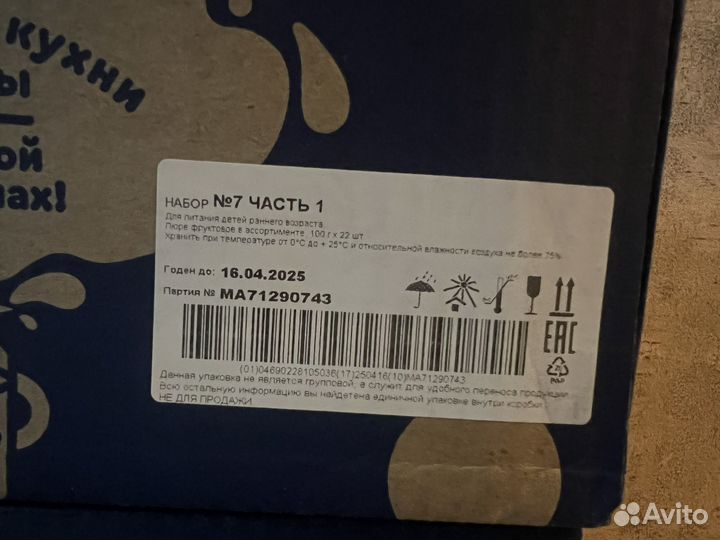 кухни
ы
ой
нах!
НАБОР №7 ЧАСТЬ 1
Для питания детей раннего возраста
Пюре фруктовое в ассортименте 100 г х 22 шт.
Хранить при температуре от 0°С до + 25°С и относительной влажности воздуха не более 75%
Годен до: 16.04.2025
Партия № MA71290743
EAC
PAP
(01)04690228105036(17)250416(10)MA71290743
Данная упаковка не является групповой, а служит для удобного переноса продукции
Всю остальную информацию вы найдете на единичной упаковке внутри коробки
НЕ ДЛЯ ПРОДАЖИ
Avito